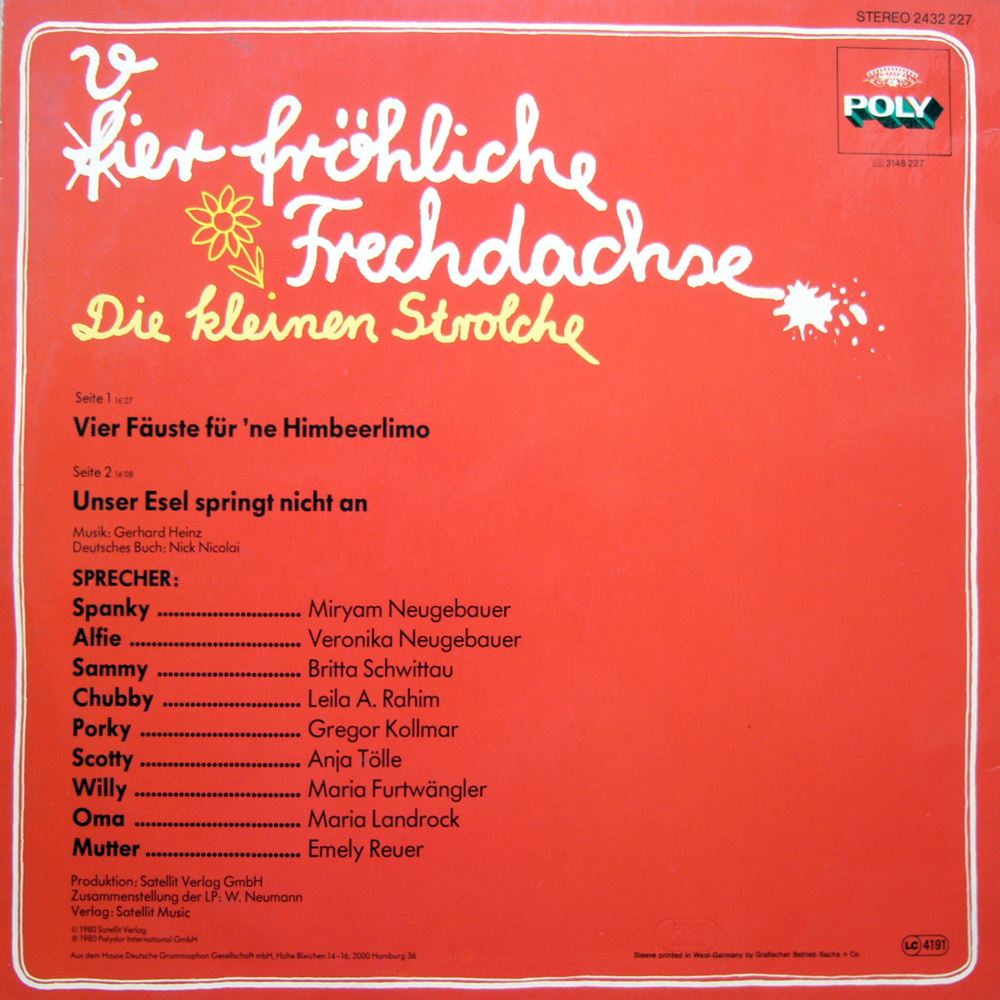 STEREO 2432 227
POLY
3148 227
V
fier fröhliche
Frechdachse
Die kleinen Strolche
Seite 1 16'27
Vier Fäuste für 'ne Himbeerlimo
Seite 2 16'08
Unser Esel springt nicht an
Musik: Gerhard Heinz
Deutsches Buch: Nick Nicolai
SPRECHER:
Spanky .......................... Miryam Neugebauer
Alfie .............................. Veronika Neugebauer
Sammy .......................... Britta Schwittau
Chubby ......................... Leila A. Rahim
Porky ............................ Gregor Kollmar
Scotty ............................ Anja Tölle
Willy .............................. Maria Furtwängler
Oma .............................. Maria Landrock
Mutter ............................ Emely Reuer
Produktion: Satellit Verlag GmbH
Zusammenstellung der LP: W. Neumann
Verlag: Satellit Music
© 1980 Satellit Verlag
℗ 1980 Polydor International GmbH
Aus dem House Deutsche Grammophon Gesellschaft mbH, Hohe Bleichen 14–16, 2000 Hamburg 36
Sleeve printed in West-Germany by Grafischer Betrieb Sachs + Co
LC 4191